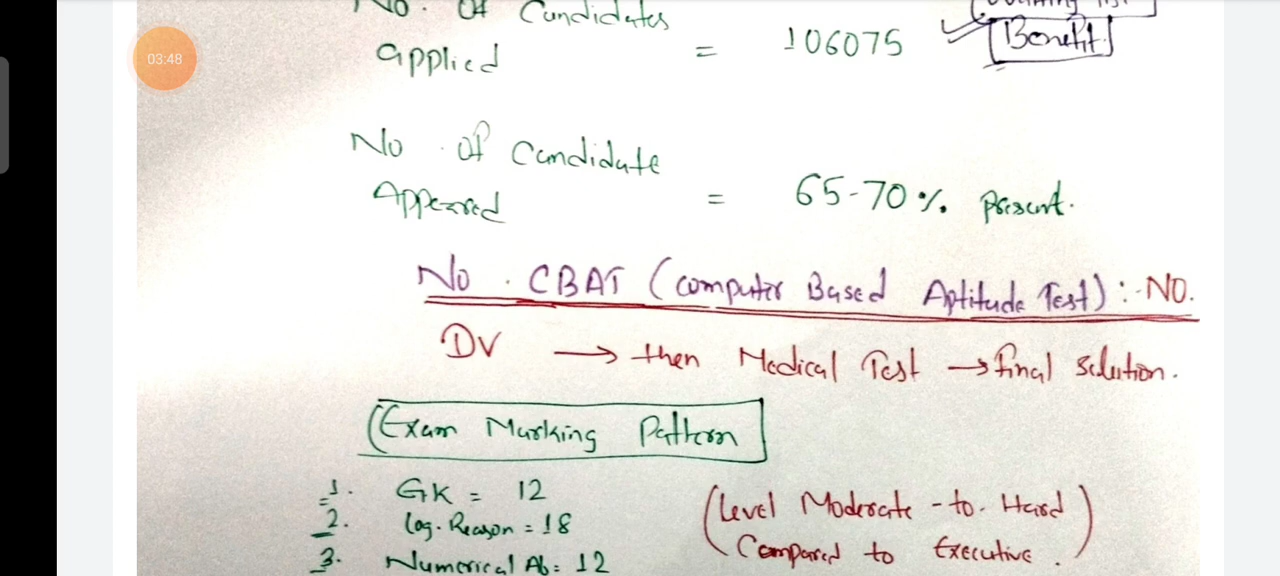 No. Of Candidates
Applied = 106075
Benefit
03:48
No. Of Candidate
Appeared = 65-70% Present.
No. CBAT (Computer Based Aptitude Test):- NO.
DV → then Medical Test → final Selution.
Exam Marking Pattern
1. GK = 12
2. Log. Reason = 18
3. Numerical Ab = 12
(Level Moderate - to - Hard
Compared to Executive.)